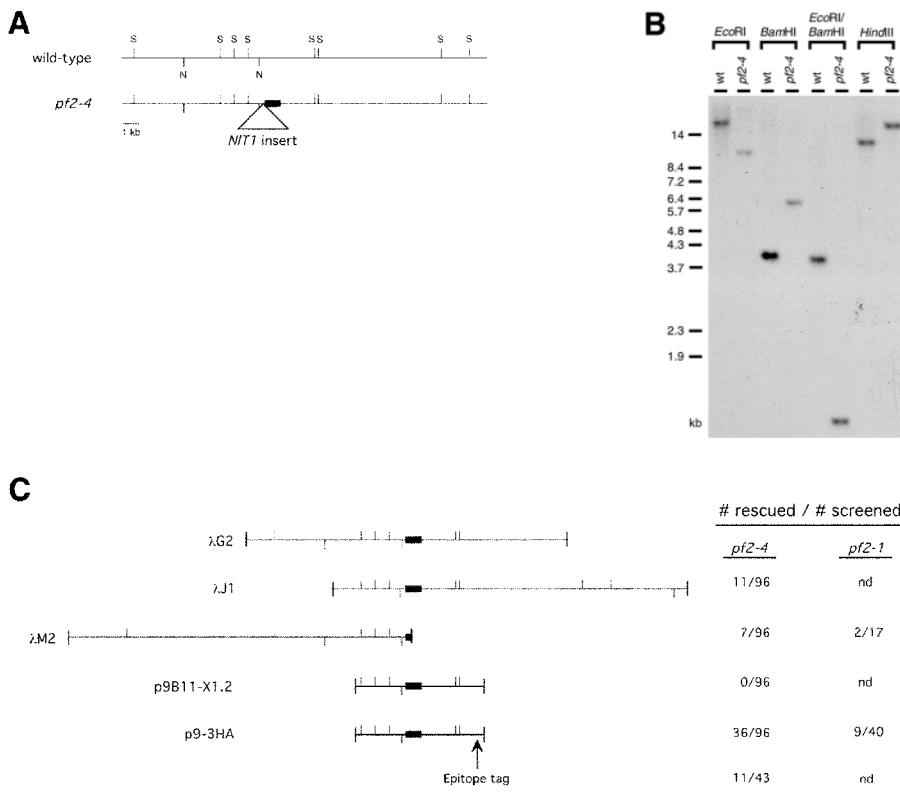 A
S S S S S S S S
wild-type
N N
pf2-4
1 kb
NIT1 insert
B
EcoRI BamHI EcoRI/BamHI HindIII
wt pf2-4 wt pf2-4 wt pf2-4 wt pf2-4
14
8.4
7.2
6.4
5.7
4.8
4.3
3.7
2.3
1.9
kb
C
# rescued / # screened
pf2-4 pf2-1
λG2
11/96 nd
λJ1
7/96 2/17
λM2
0/96 nd
p9B11-X1.2
36/96 9/40
p9-3HA
11/43 nd
Epitope tag